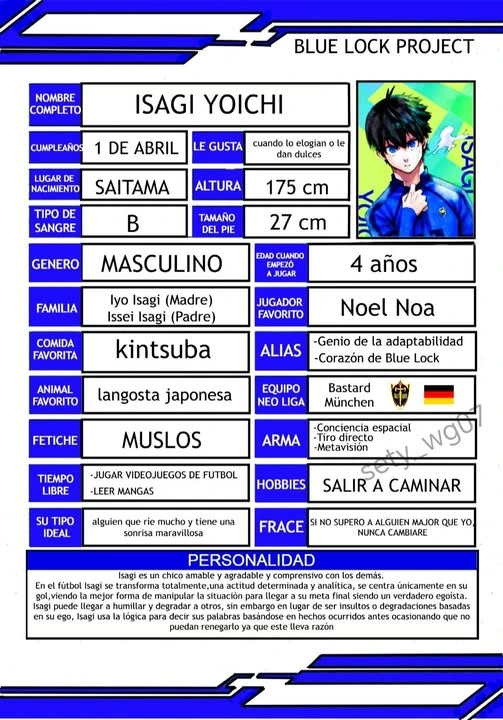 BLUE LOCK PROJECT
NOMBRE COMPLETO
ISAGI YOICHI
CUMPLEAÑOS
1 DE ABRIL
LE GUSTA
cuando lo elogian o le
dan dulces
LUGAR DE
NACIMIENTO
SAITAMA
ALTURA
175 cm
TIPO DE
SANGRE
B
TAMAÑO
DEL PIE
27 cm
ISAGI
YOICHI
GENERO
MASCULINO
EDAD CUANDO
EMPEZÓ
A JUGAR
4 años
FAMILIA
Iyo Isagi (Madre)
Issei Isagi (Padre)
JUGADOR
FAVORITO
Noel Noa
COMIDA
FAVORITA
kintsuba
ALIAS
-Genio de la adaptabilidad
-Corazón de Blue Lock
ANIMAL
FAVORITO
langosta japonesa
EQUIPO
NEO LIGA
Bastard
München
FETICHE
MUSLOS
ARMA
-Conciencia espacial
-Tiro directo
-Metavisión
TIEMPO
LIBRE
-JUGAR VIDEOJUEGOS DE FUTBOL
-LEER MANGAS
HOBBIES
SALIR A CAMINAR
SU TIPO
IDEAL
alguien que ríe mucho y tiene una
sonrisa maravillosa
FRACE
SI NO SUPERO A ALGUIEN MAJOR QUE YO,
NUNCA CAMBIARE
sety._wg07
PERSONALIDAD
Isagi es un chico amable y agradable y comprensivo con los demás.
En el fútbol Isagi se transforma totalmente,una actitud determinada y analítica, se centra únicamente en su
gol,viendo la mejor forma de manipular la situación para llegar a su meta final siendo un verdadero egoísta.
Isagi puede llegar a humillar y degradar a otros, sin embargo en lugar de ser insultos o degradaciones basadas
en su ego, Isagi usa la lógica para decir sus palabras basándose en hechos ocurridos antes ocasionando que no
puedan renegarlo ya que este lleva razón